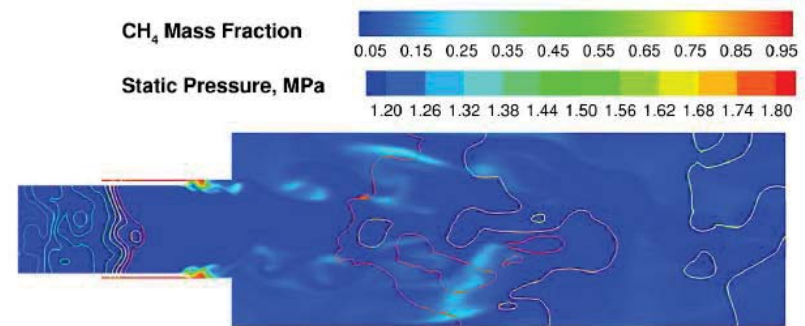 CH₄ Mass Fraction
0.05 0.15 0.25 0.35 0.45 0.55 0.65 0.75 0.85 0.95
Static Pressure, MPa
1.20 1.26 1.32 1.38 1.44 1.50 1.56 1.62 1.68 1.74 1.80